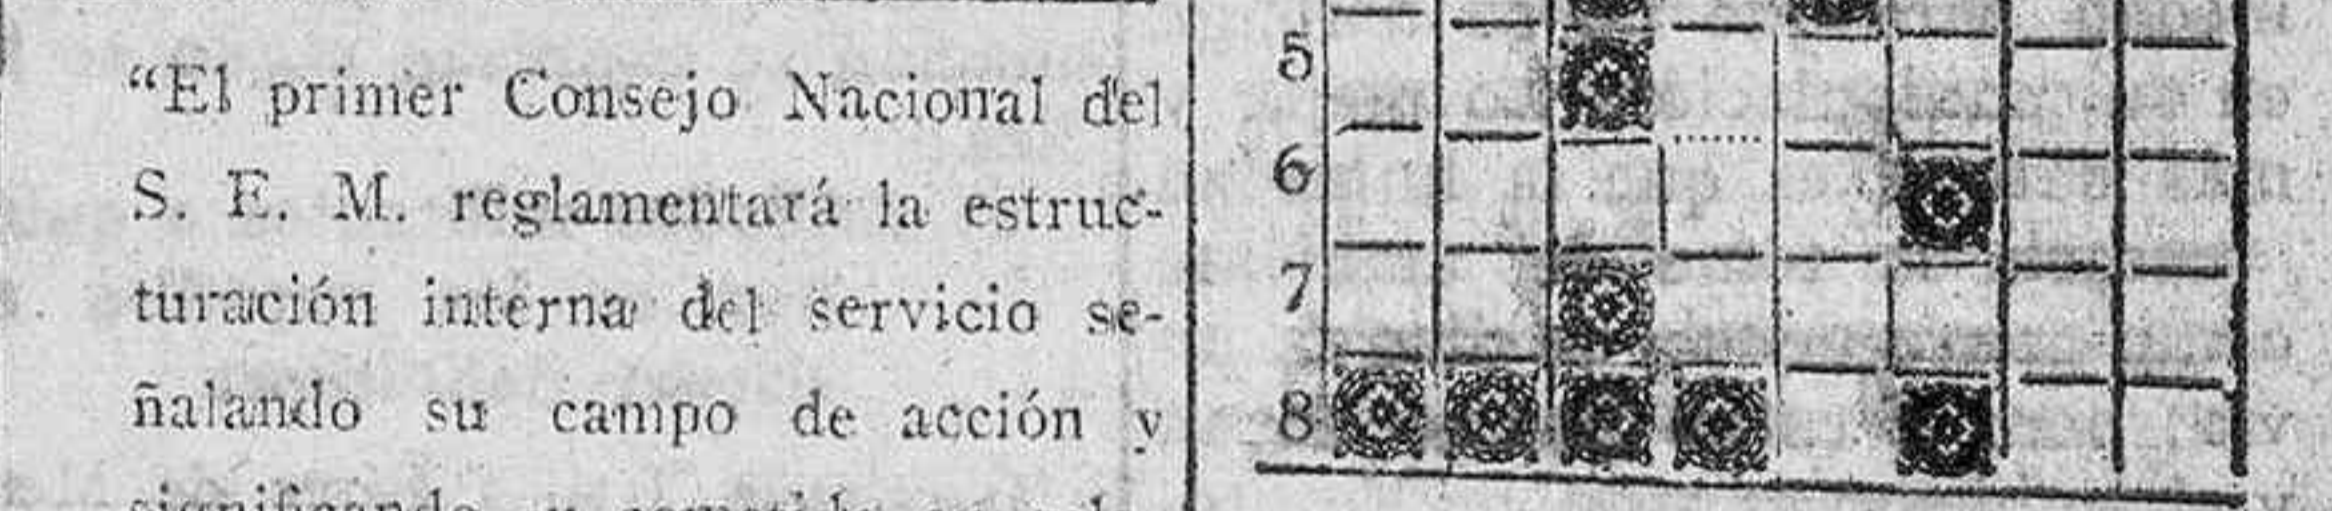 “El primer Consejo Nacional del
S. E. M. reglamentará la estruc-
turación interna del servicio se-
ñalando su campo de acción y
5
6
7
8